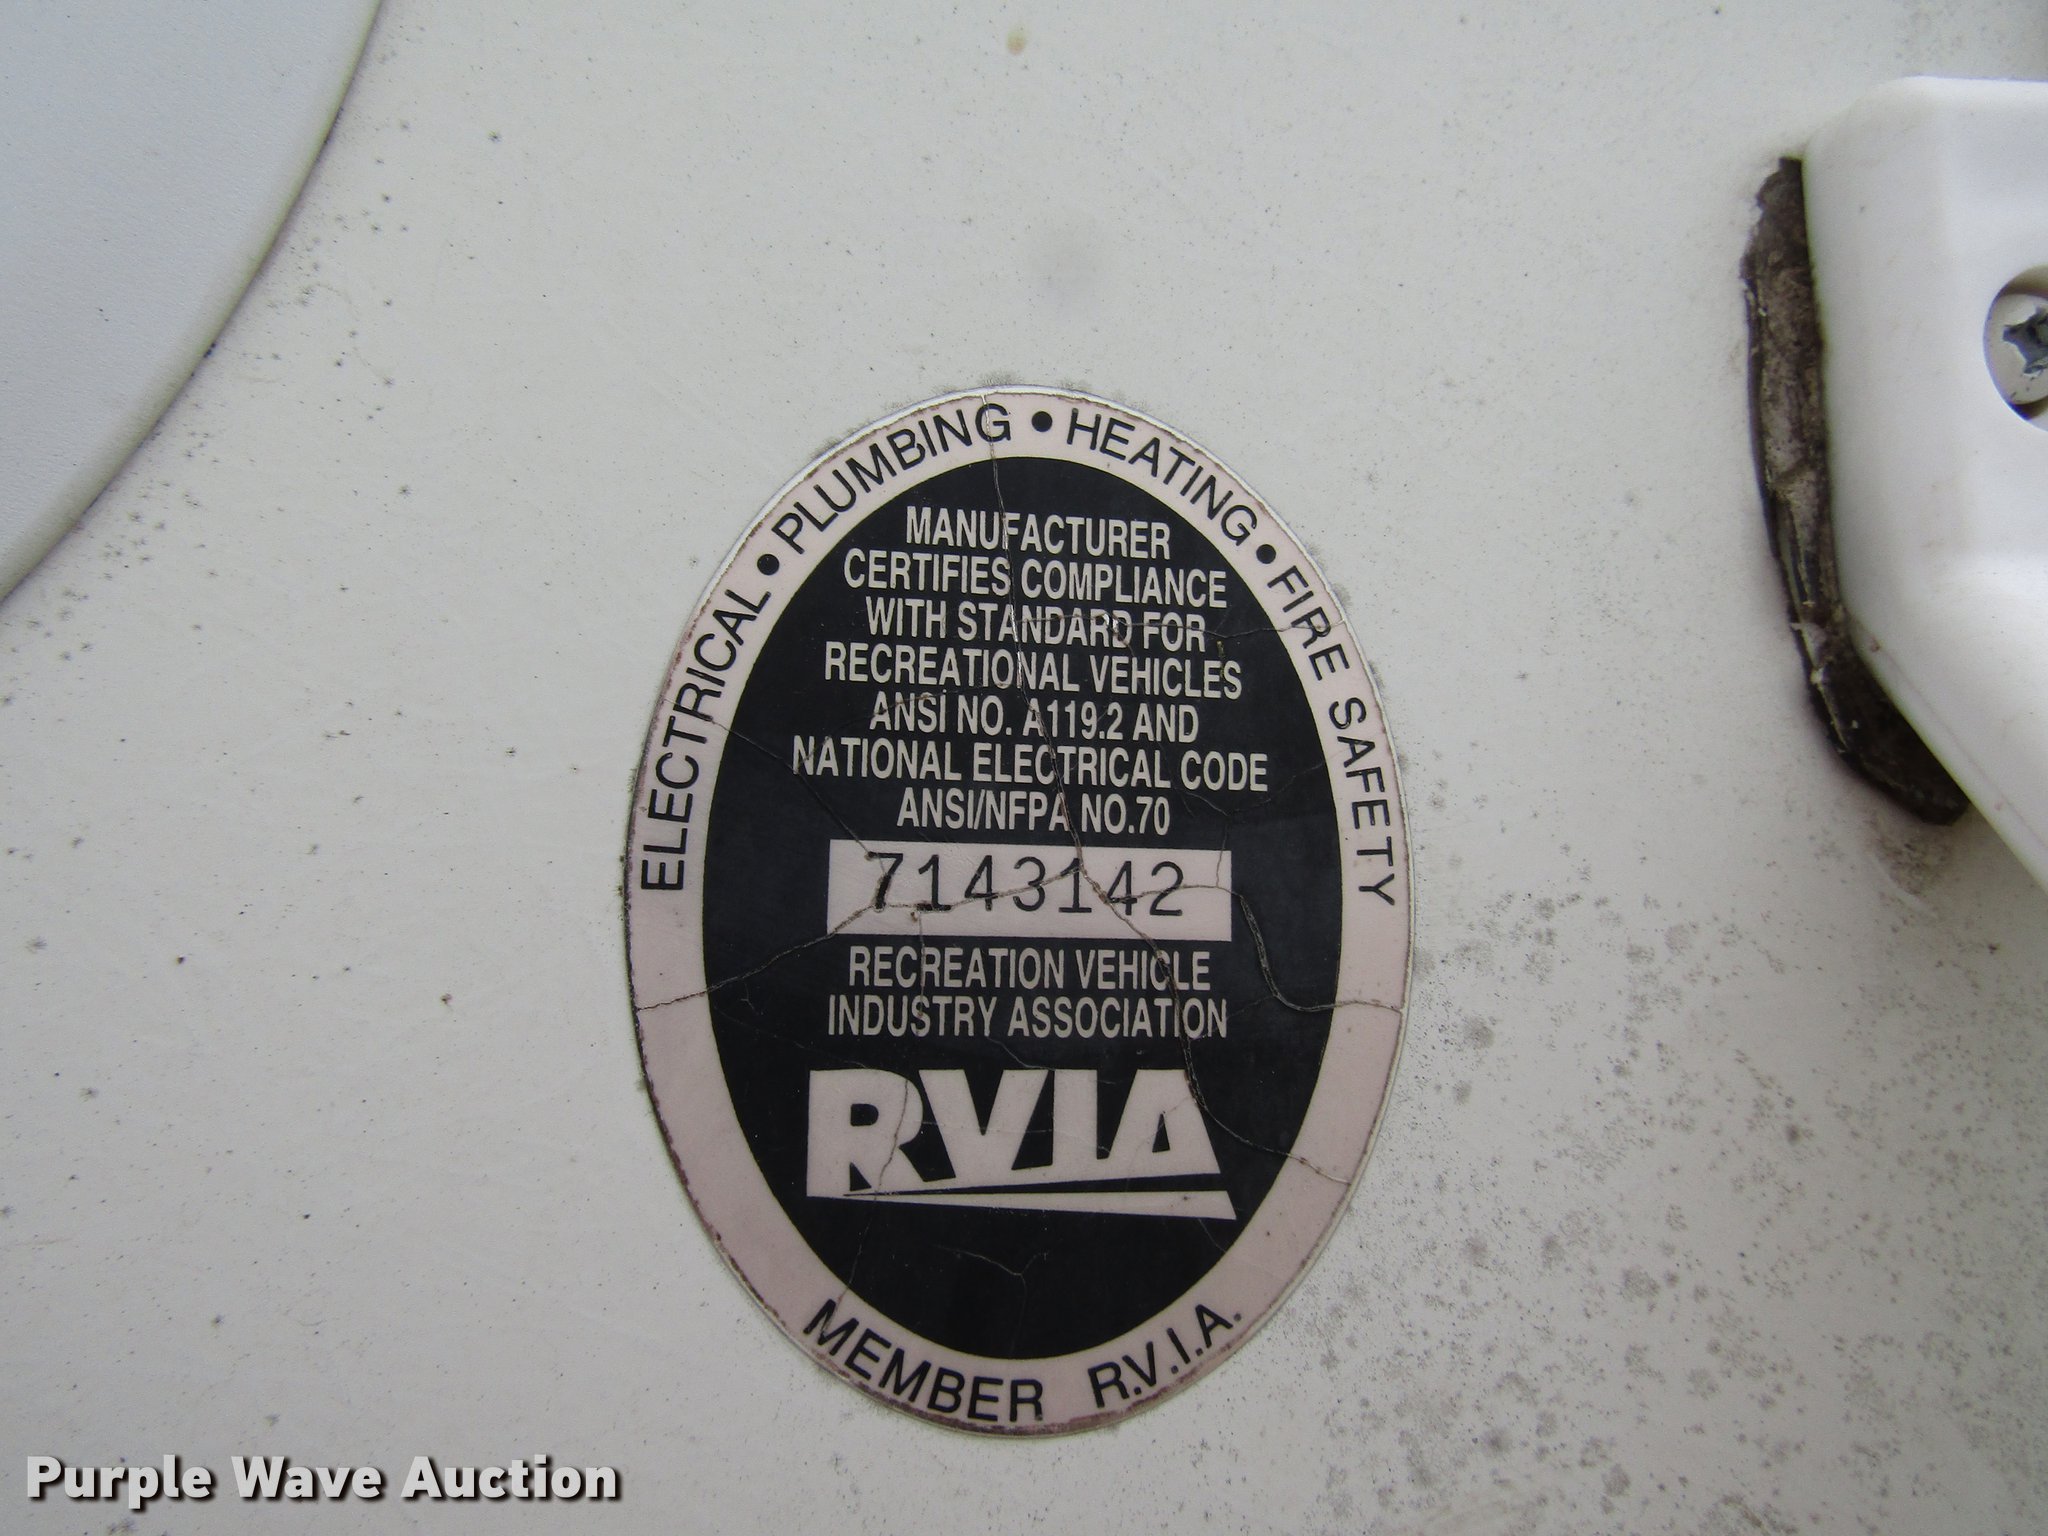 ELECTRICAL • PLUMBING • HEATING • FIRE SAFETY
MANUFACTURER
CERTIFIES COMPLIANCE
WITH STANDARD FOR
RECREATIONAL VEHICLES
ANSI NO. A119.2 AND
NATIONAL ELECTRICAL CODE
ANSI/NFPA NO.70
7143142
RECREATION VEHICLE
INDUSTRY ASSOCIATION
RVIA
MEMBER R.V.I.A.
Purple Wave Auction